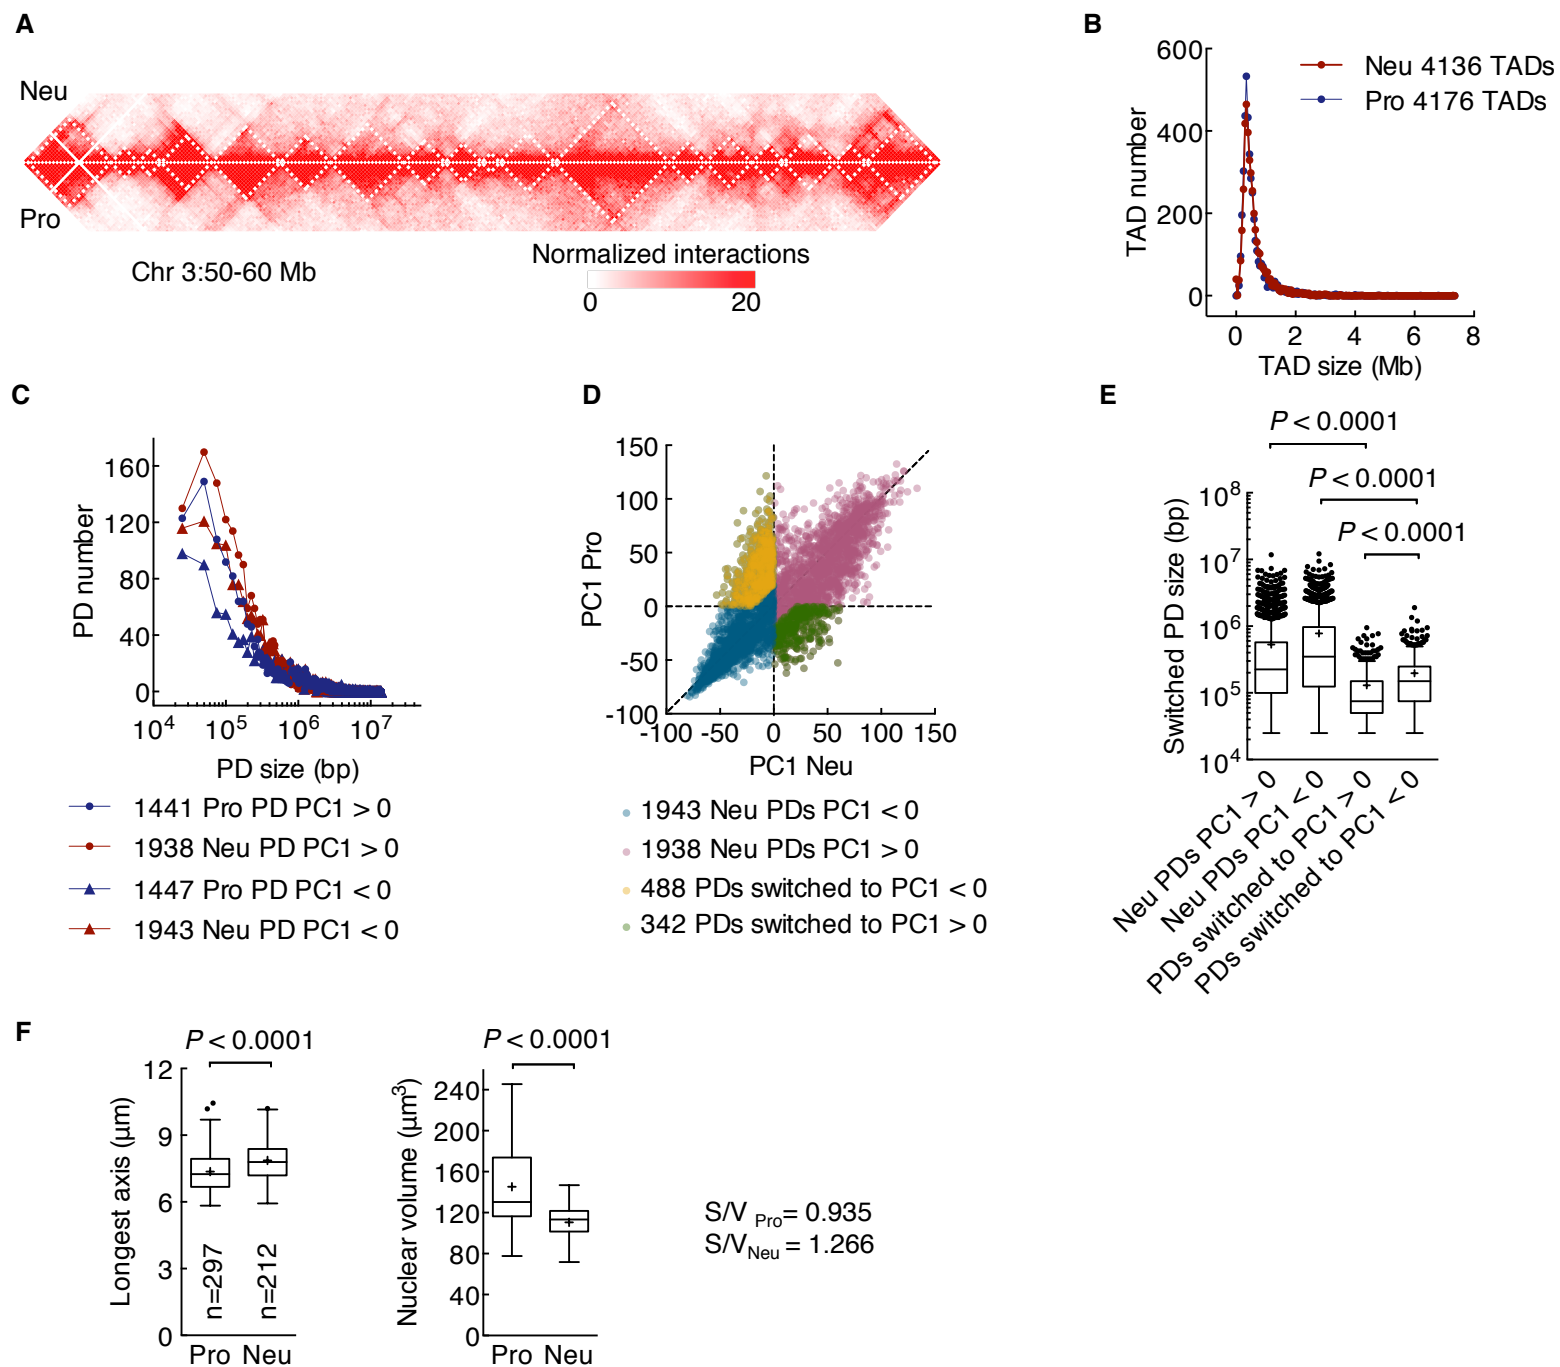 A
Neu
Pro
Chr 3:50-60 Mb
Normalized interactions
0
20
B
600
400
200
0
TAD number
0 2 4 6 8
TAD size (Mb)
Neu 4136 TADs
Pro 4176 TADs
C
160
120
80
40
0
PD number
10^4 10^5 10^6 10^7
PD size (bp)
1441 Pro PD PC1 > 0
1938 Neu PD PC1 > 0
1447 Pro PD PC1 < 0
1943 Neu PD PC1 < 0
D
150
100
50
0
-50
-100
PC1 Pro
-100 -50 0 50 100 150
PC1 Neu
1943 Neu PDs PC1 < 0
1938 Neu PDs PC1 > 0
488 PDs switched to PC1 < 0
342 PDs switched to PC1 > 0
E
P < 0.0001
P < 0.0001
P < 0.0001
10^8
10^7
10^6
10^5
10^4
Switched PD size (bp)
Neu PDs PC1 > 0
Neu PDs PC1 < 0
PDs switched to PC1 > 0
PDs switched to PC1 < 0
F
P < 0.0001
12
9
6
3
0
Longest axis (µm)
n=297
n=212
Pro Neu
P < 0.0001
240
200
160
120
80
40
0
Nuclear volume (µm³)
Pro Neu
S/V Pro= 0.935
S/VNeu = 1.266